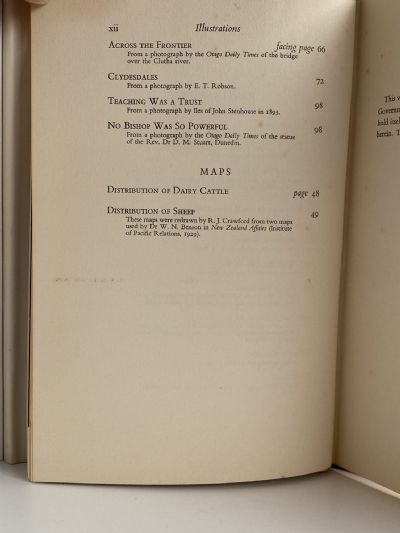 xii Illustrations
Across the Frontier facing page 66
From a photograph by the Otago Daily Times of the bridge
over the Clutha river.
Clydesdales 72
From a photograph by E. T. Robson.
Teaching Was a Trust 98
From a photograph by Iles of John Stenhouse in 1893.
No Bishop Was So Powerful 98
From a photograph by the Otago Daily Times of the statue
of the Rev. Dr D. M. Stuart, Dunedin.
MAPS
Distribution of Dairy Cattle page 48
Distribution of Sheep 49
These maps were redrawn by R. J. Crawford from two maps
used by Dr W. N. Benson in New Zealand Affairs (Institute
of Pacific Relations, 1929).
This v
Governm
hold itself
herein. T